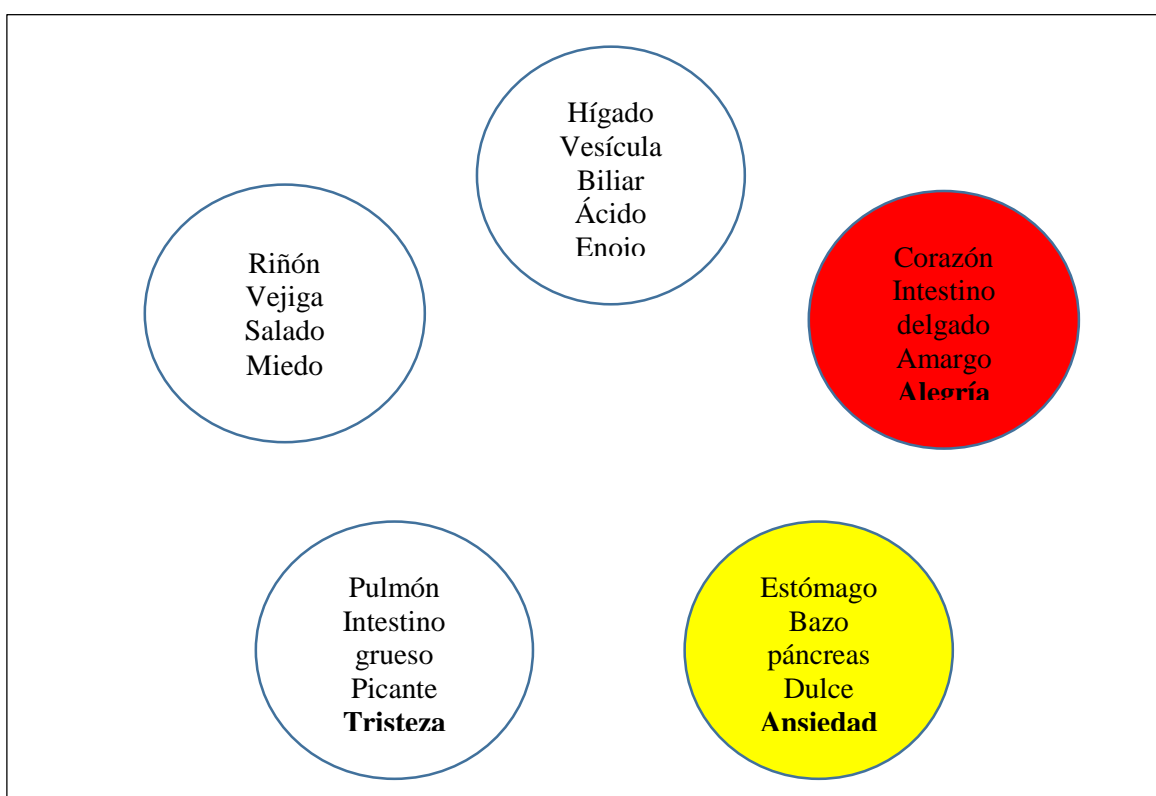 Hígado
Vesícula
Biliar
Ácido
Enojo
Riñón
Vejiga
Salado
Miedo
Corazón
Intestino
delgado
Amargo
Alegría
Pulmón
Intestino
grueso
Picante
Tristeza
Estómago
Bazo
páncreas
Dulce
Ansiedad